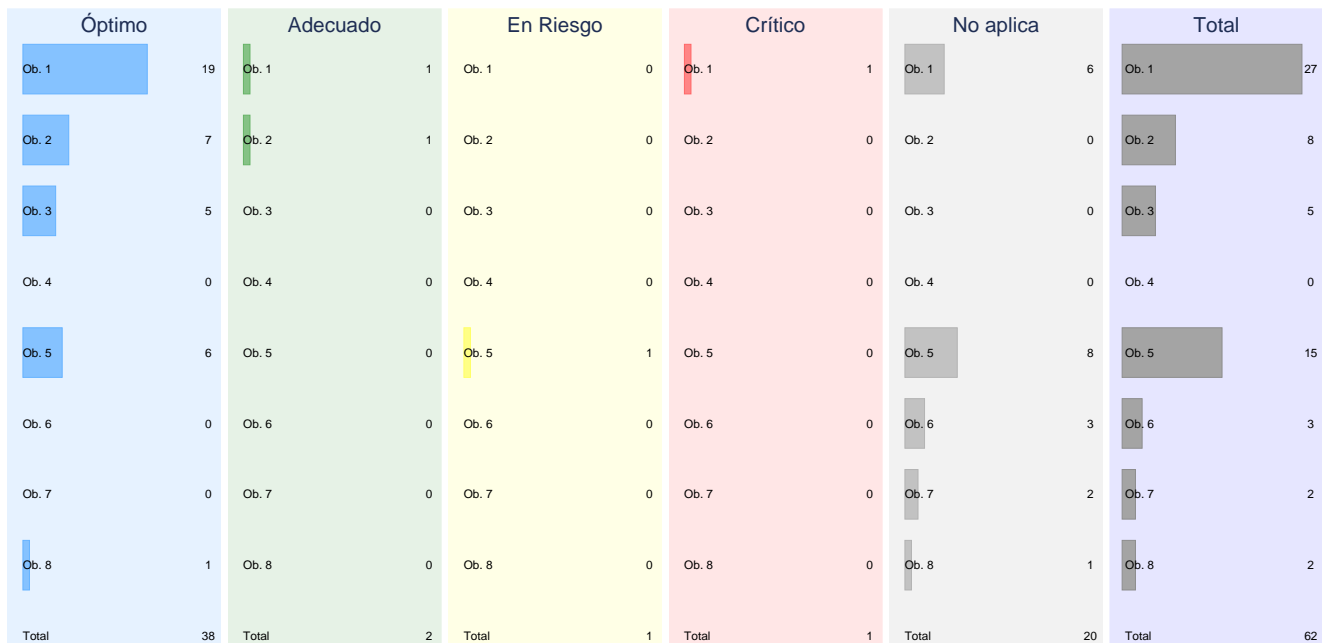 Óptimo Adecuado En Riesgo Crítico No aplica Total
Ob. 1 19 Ob. 1 1 Ob. 1 0 Ob. 1 1 Ob. 1 6 Ob. 1 27
Ob. 2 7 Ob. 2 1 Ob. 2 0 Ob. 2 0 Ob. 2 0 Ob. 2 8
Ob. 3 5 Ob. 3 0 Ob. 3 0 Ob. 3 0 Ob. 3 0 Ob. 3 5
Ob. 4 0 Ob. 4 0 Ob. 4 0 Ob. 4 0 Ob. 4 0 Ob. 4 0
Ob. 5 6 Ob. 5 0 Ob. 5 1 Ob. 5 0 Ob. 5 8 Ob. 5 15
Ob. 6 0 Ob. 6 0 Ob. 6 0 Ob. 6 0 Ob. 6 3 Ob. 6 3
Ob. 7 0 Ob. 7 0 Ob. 7 0 Ob. 7 0 Ob. 7 2 Ob. 7 2
Ob. 8 1 Ob. 8 0 Ob. 8 0 Ob. 8 0 Ob. 8 1 Ob. 8 2
Total 38 Total 2 Total 1 Total 1 Total 20 Total 62